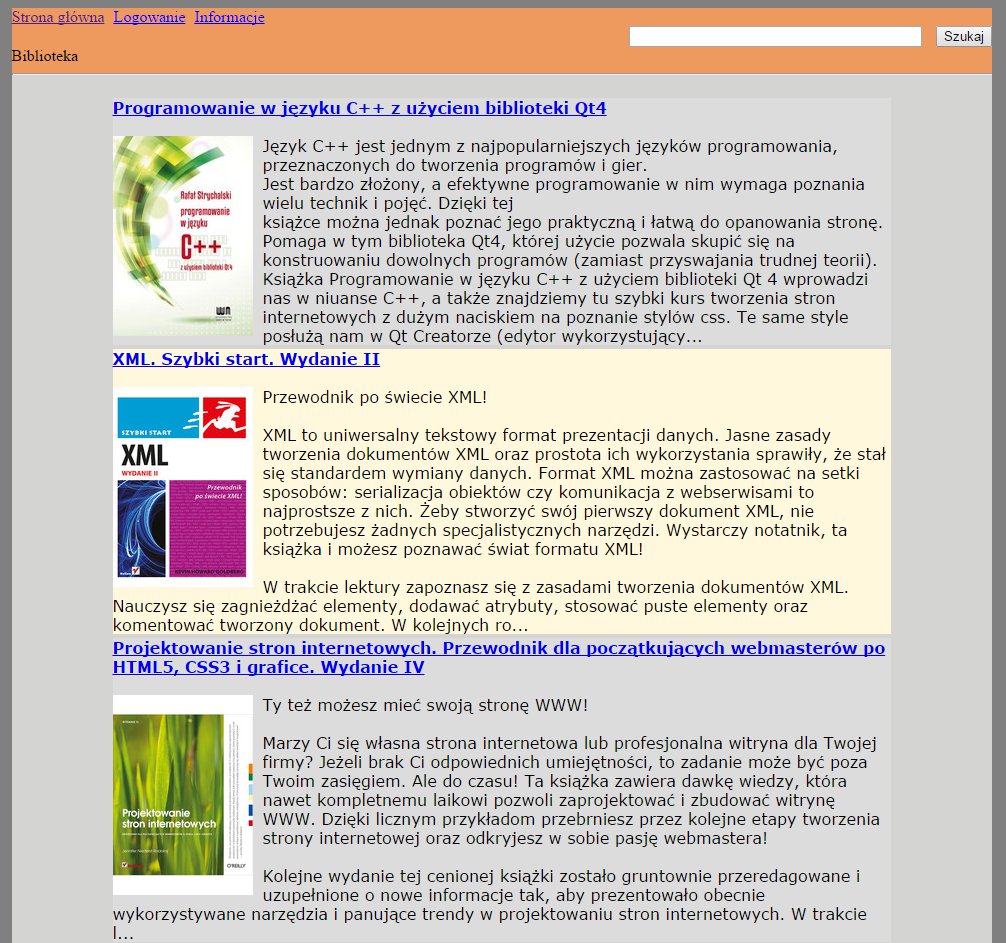 Strona główna Logowanie Informacje
Szukaj
Biblioteka
Programowanie w języku C++ z użyciem biblioteki Qt4
Rafał Strychalski
programowanie
w języku
C++
z użyciem biblioteki Qt4
Język C++ jest jednym z najpopularniejszych języków programowania,
przeznaczonych do tworzenia programów i gier.
Jest bardzo złożony, a efektywne programowanie w nim wymaga poznania
wielu technik i pojęć. Dzięki tej
książce można jednak poznać jego praktyczną i łatwą do opanowania stronę.
Pomaga w tym biblioteka Qt4, której użycie pozwala skupić się na
konstruowaniu dowolnych programów (zamiast przyswajania trudnej teorii).
Książka Programowanie w języku C++ z użyciem biblioteki Qt 4 wprowadzi
nas w niuanse C++, a także znajdziemy tu szybki kurs tworzenia stron
internetowych z dużym naciskiem na poznanie stylów css. Te same style
posłużą nam w Qt Creatorze (edytor wykorzystujący...
XML. Szybki start. Wydanie II
SZYBKI START
XML
WYDANIE II
Przewodnik
po świecie XML!
KEVIN HOWARD GOLDBERG
Przewodnik po świecie XML!
XML to uniwersalny tekstowy format prezentacji danych. Jasne zasady
tworzenia dokumentów XML oraz prostota ich wykorzystania sprawiły, że stał
się standardem wymiany danych. Format XML można zastosować na setki
sposobów: serializacja obiektów czy komunikacja z webserwisami to
najprostsze z nich. Żeby stworzyć swój pierwszy dokument XML, nie
potrzebujesz żadnych specjalistycznych narzędzi. Wystarczy notatnik, ta
książka i możesz poznawać świat formatu XML!
W trakcie lektury zapoznasz się z zasadami tworzenia dokumentów XML.
Nauczysz się zagnieżdżać elementy, dodawać atrybuty, stosować puste elementy oraz
komentować tworzony dokument. W kolejnych ro...
Projektowanie stron internetowych. Przewodnik dla początkujących webmasterów po
HTML5, CSS3 i grafice. Wydanie IV
Projektowanie
stron internetowych
O'REILLY
Ty też możesz mieć swoją stronę WWW!
Marzy Ci się własna strona internetowa lub profesjonalna witryna dla Twojej
firmy? Jeżeli brak Ci odpowiednich umiejętności, to zadanie może być poza
Twoim zasięgiem. Ale do czasu! Ta książka zawiera dawkę wiedzy, która
nawet kompletnemu laikowi pozwoli zaprojektować i zbudować witrynę
WWW. Dzięki licznym przykładom przebrniesz przez kolejne etapy tworzenia
strony internetowej oraz odkryjesz w sobie pasję webmastera!
Kolejne wydanie tej cenionej książki zostało gruntownie przeredagowane i
uzupełnione o nowe informacje tak, aby prezentowało obecnie
wykorzystywane narzędzia i panujące trendy w projektowaniu stron internetowych. W trakcie
l...